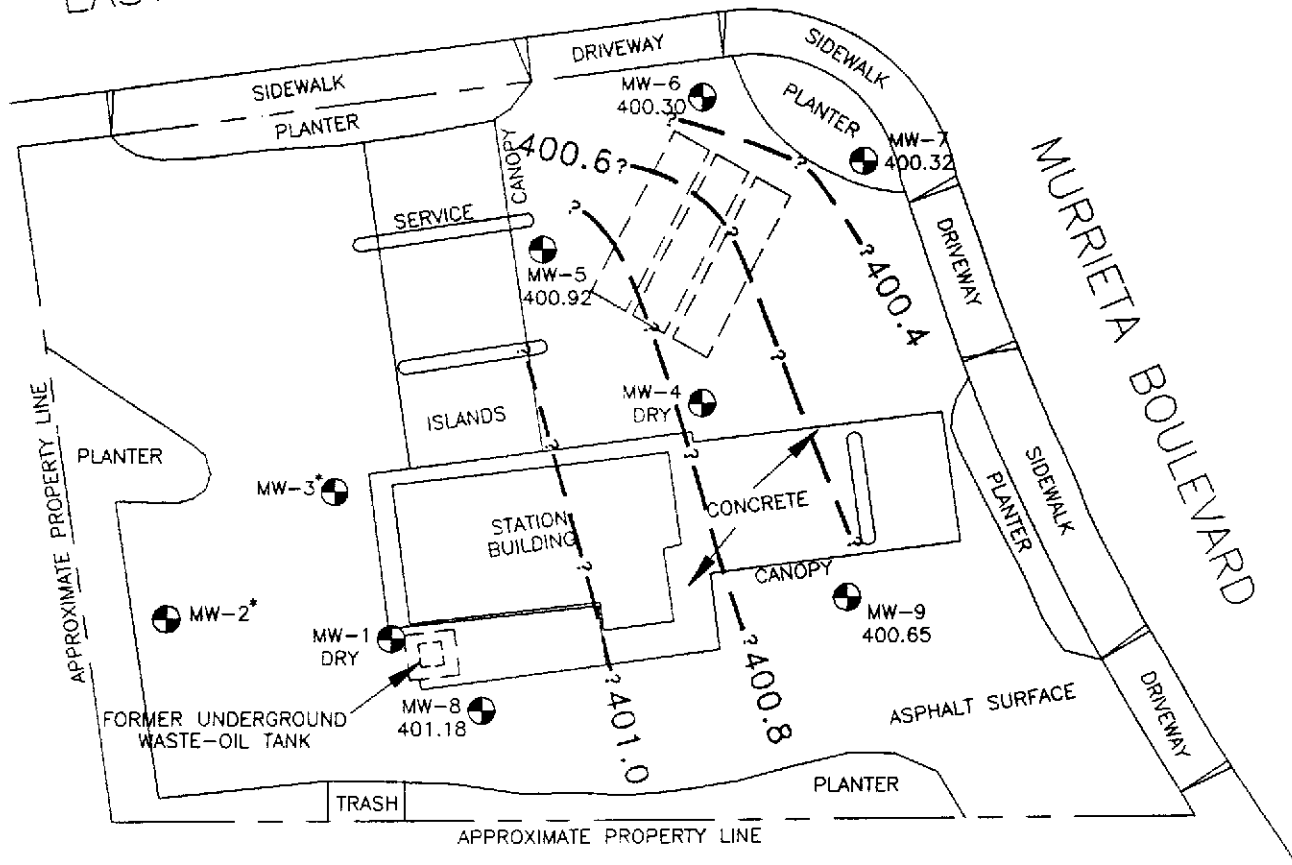 SIDEWALK
DRIVEWAY
SIDEWALK
PLANTER
MW-6
400.30
PLANTER
MW-7
400.32
CANOPY
400.6
?
?
?
?
SERVICE
?
?
?
MW-5
400.92
400.4
DRIVEWAY
MURRIETA BOULEVARD
?
?
?
MW-4
DRY
ISLANDS
APPROXIMATE PROPERTY LINE
PLANTER
?
?
MW-3*
STATION
BUILDING
CONCRETE
SIDEWALK
PLANTER
?
CANOPY
MW-2*
MW-1
DRY
MW-9
400.65
?
?
400.8
401.0
FORMER UNDERGROUND
WASTE-OIL TANK
MW-8
401.18
ASPHALT SURFACE
DRIVEWAY
PLANTER
TRASH
APPROXIMATE PROPERTY LINE